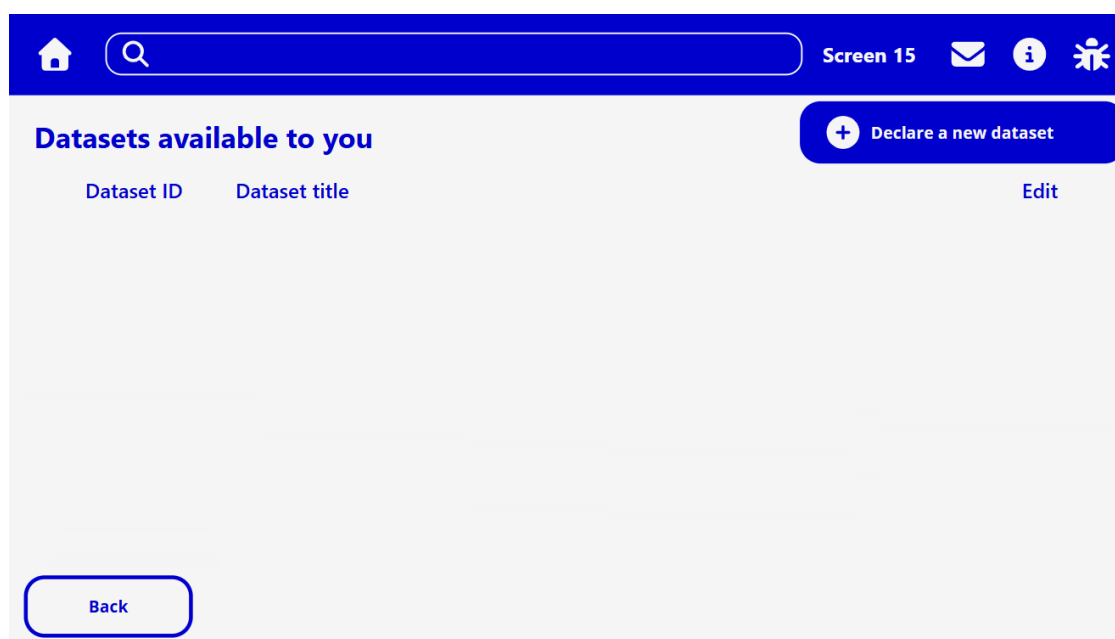 Screen 15
Datasets available to you
Declare a new dataset
Dataset ID Dataset title Edit
Back